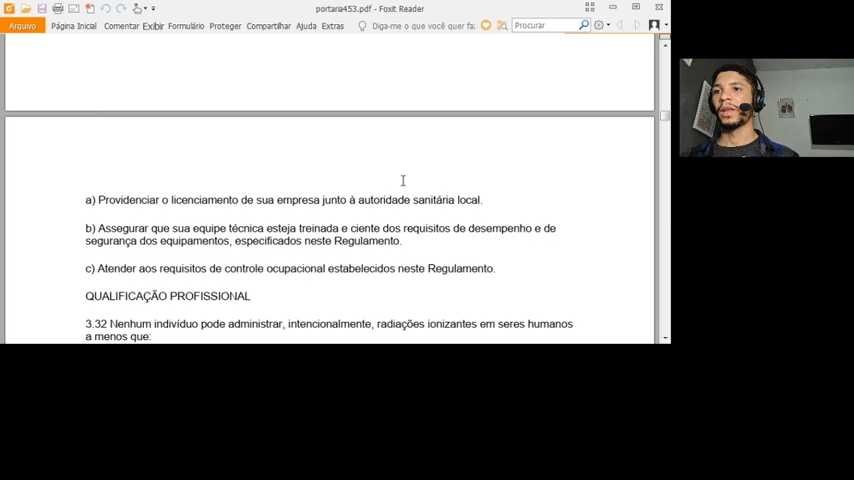 portaria453.pdf - Foxit Reader
Arquivo Página Inicial Comentar Exibir Formulário Proteger Compartilhar Ajuda Extras Diga-me o que você quer fa: Procurar
a) Providenciar o licenciamento de sua empresa junto à autoridade sanitária local.
b) Assegurar que sua equipe técnica esteja treinada e ciente dos requisitos de desempenho e de
segurança dos equipamentos, especificados neste Regulamento.
c) Atender aos requisitos de controle ocupacional estabelecidos neste Regulamento.
QUALIFICAÇÃO PROFISSIONAL
3.32 Nenhum indivíduo pode administrar, intencionalmente, radiações ionizantes em seres humanos
a menos que: